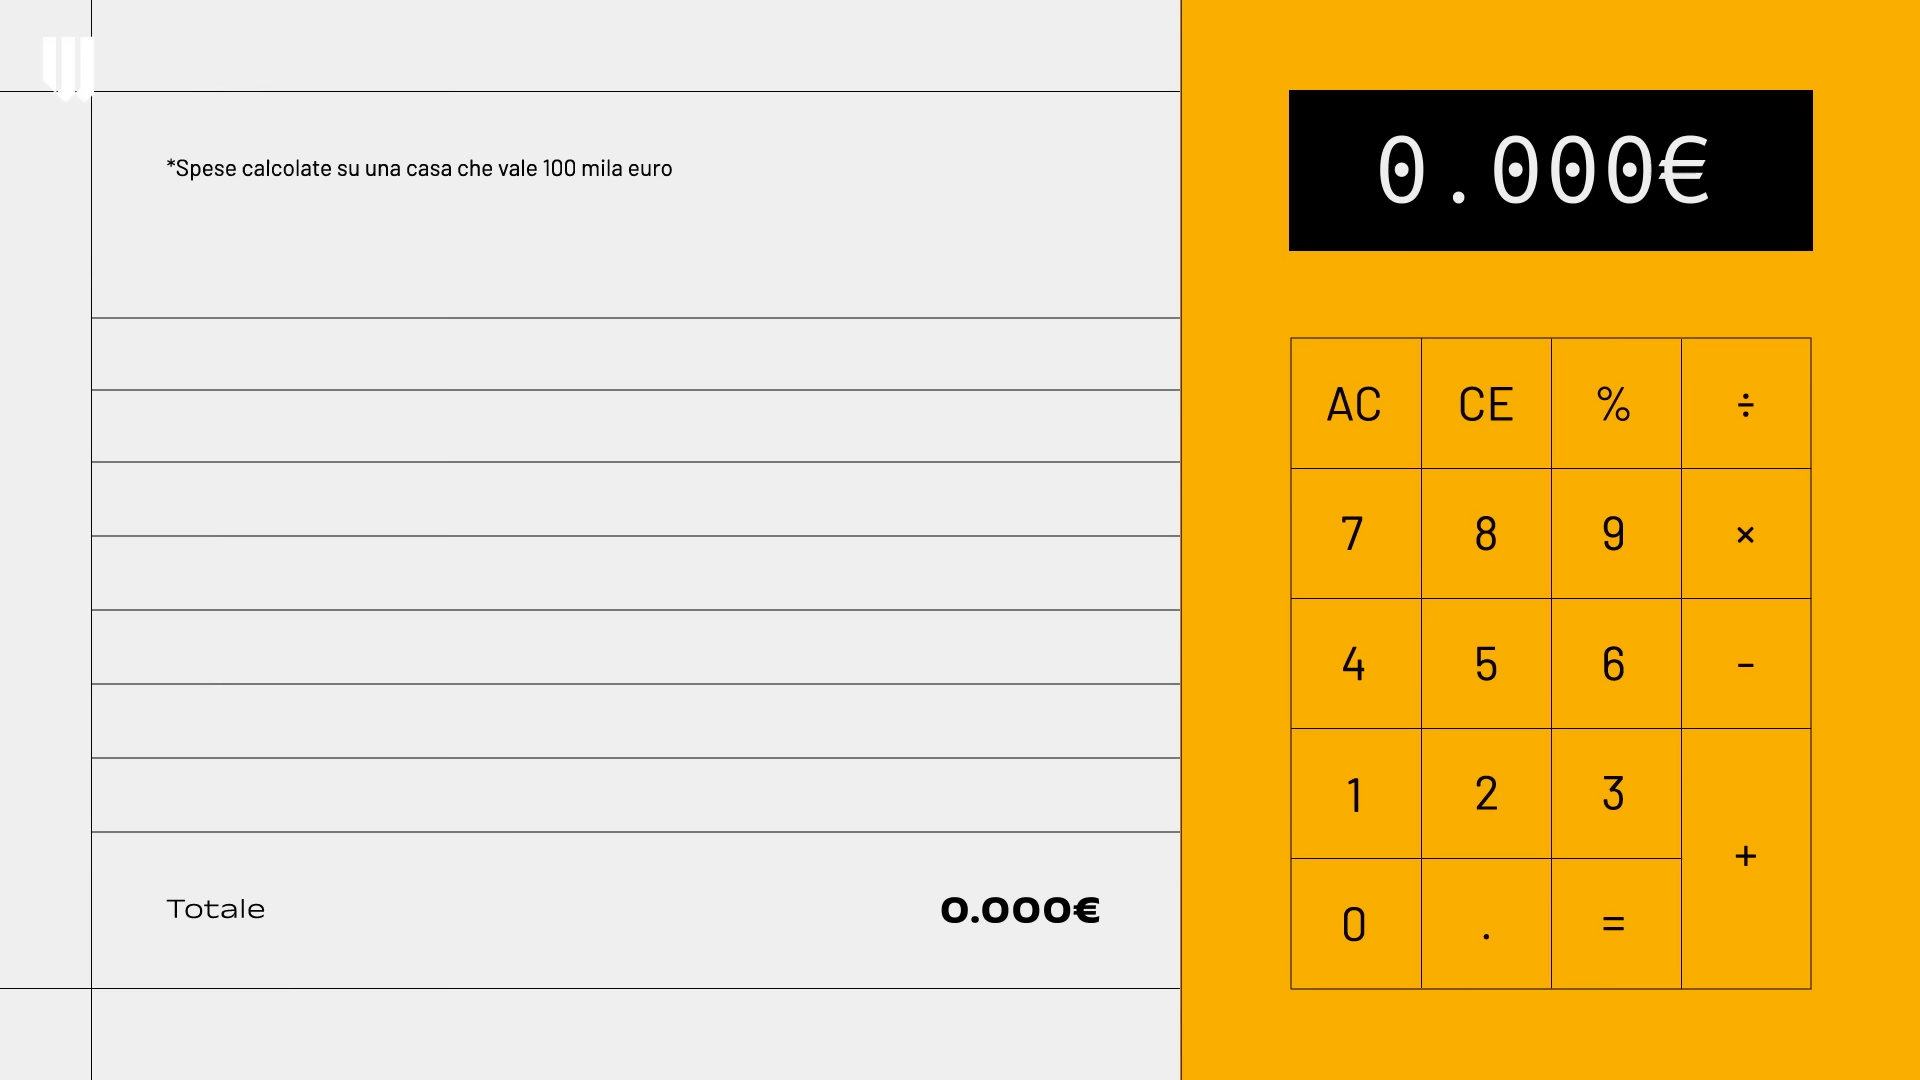 *Spese calcolate su una casa che vale 100 mila euro
Totale 0.000€
0.000€
AC CE % ÷
7 8 9 ×
4 5 6 -
1 2 3
+
0 . =